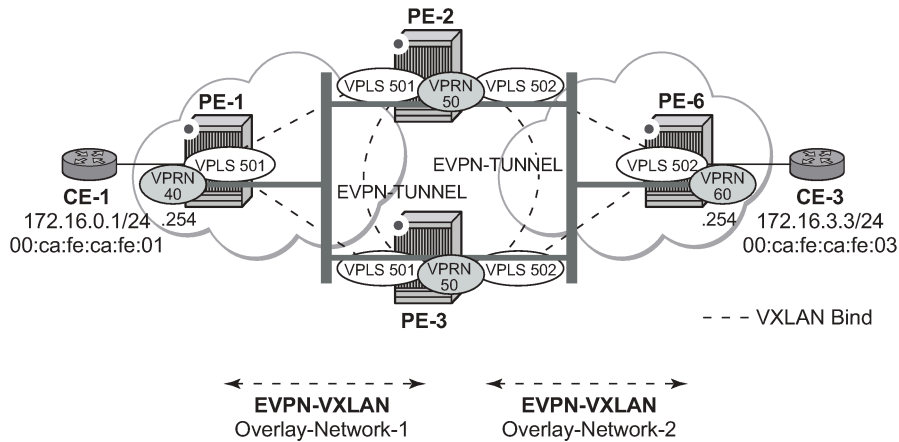 PE-2
VPLS 501
VPRN
50
VPLS 502
PE-1
PE-6
VPLS 501
EVPN-TUNNEL
VPLS 502
VPRN
40
EVPN-TUNNEL
VPRN
60
CE-1
172.16.0.1/24
00:ca:fe:ca:fe:01
.254
.254
CE-3
172.16.3.3/24
00:ca:fe:ca:fe:03
VPLS 501
VPRN
50
VPLS 502
PE-3
VXLAN Bind
EVPN-VXLAN
Overlay-Network-1
EVPN-VXLAN
Overlay-Network-2